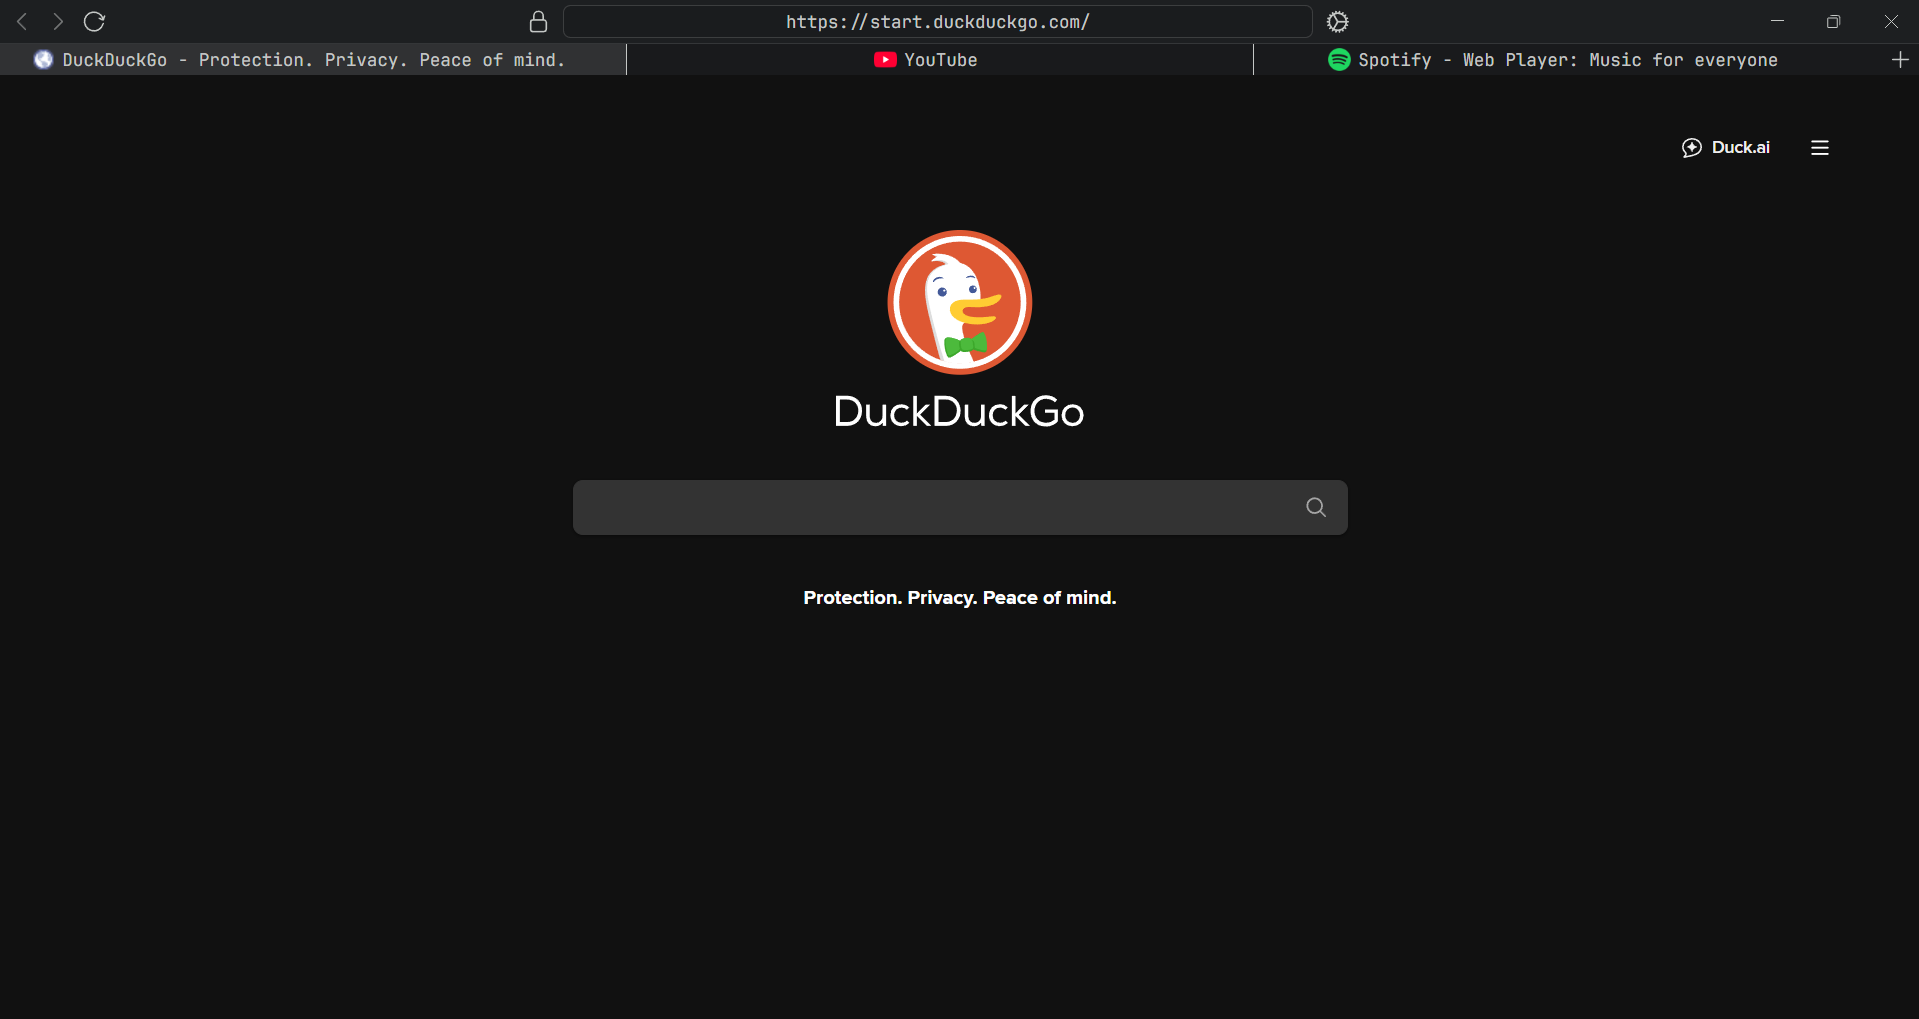 https://start.duckduckgo.com/
DuckDuckGo - Protection. Privacy. Peace of mind.
YouTube
Spotify - Web Player: Music for everyone
Duck.ai
DuckDuckGo
Protection. Privacy. Peace of mind.